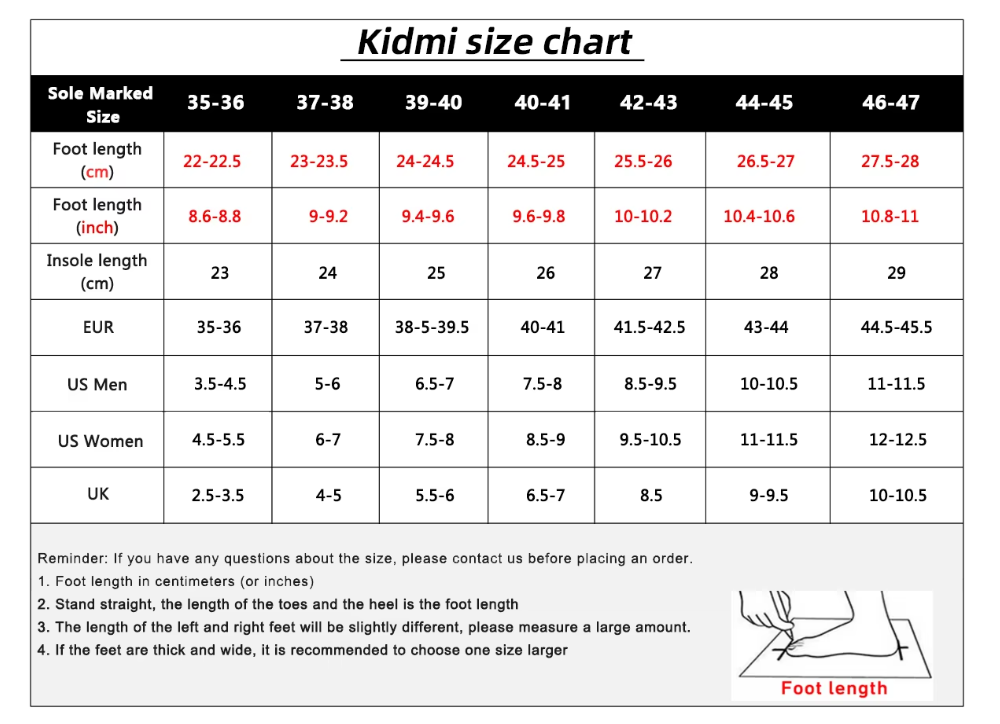 Kidmi size chart
Sole Marked Size 35-36 37-38 39-40 40-41 42-43 44-45 46-47
Foot length (cm) 22-22.5 23-23.5 24-24.5 24.5-25 25.5-26 26.5-27 27.5-28
Foot length (inch) 8.6-8.8 9-9.2 9.4-9.6 9.6-9.8 10-10.2 10.4-10.6 10.8-11
Insole length (cm) 23 24 25 26 27 28 29
EUR 35-36 37-38 38-5-39.5 40-41 41.5-42.5 43-44 44.5-45.5
US Men 3.5-4.5 5-6 6.5-7 7.5-8 8.5-9.5 10-10.5 11-11.5
US Women 4.5-5.5 6-7 7.5-8 8.5-9 9.5-10.5 11-11.5 12-12.5
UK 2.5-3.5 4-5 5.5-6 6.5-7 8.5 9-9.5 10-10.5
Reminder: If you have any questions about the size, please contact us before placing an order.
1. Foot length in centimeters (or inches)
2. Stand straight, the length of the toes and the heel is the foot length
3. The length of the left and right feet will be slightly different, please measure a large amount.
4. If the feet are thick and wide, it is recommended to choose one size larger
Foot length